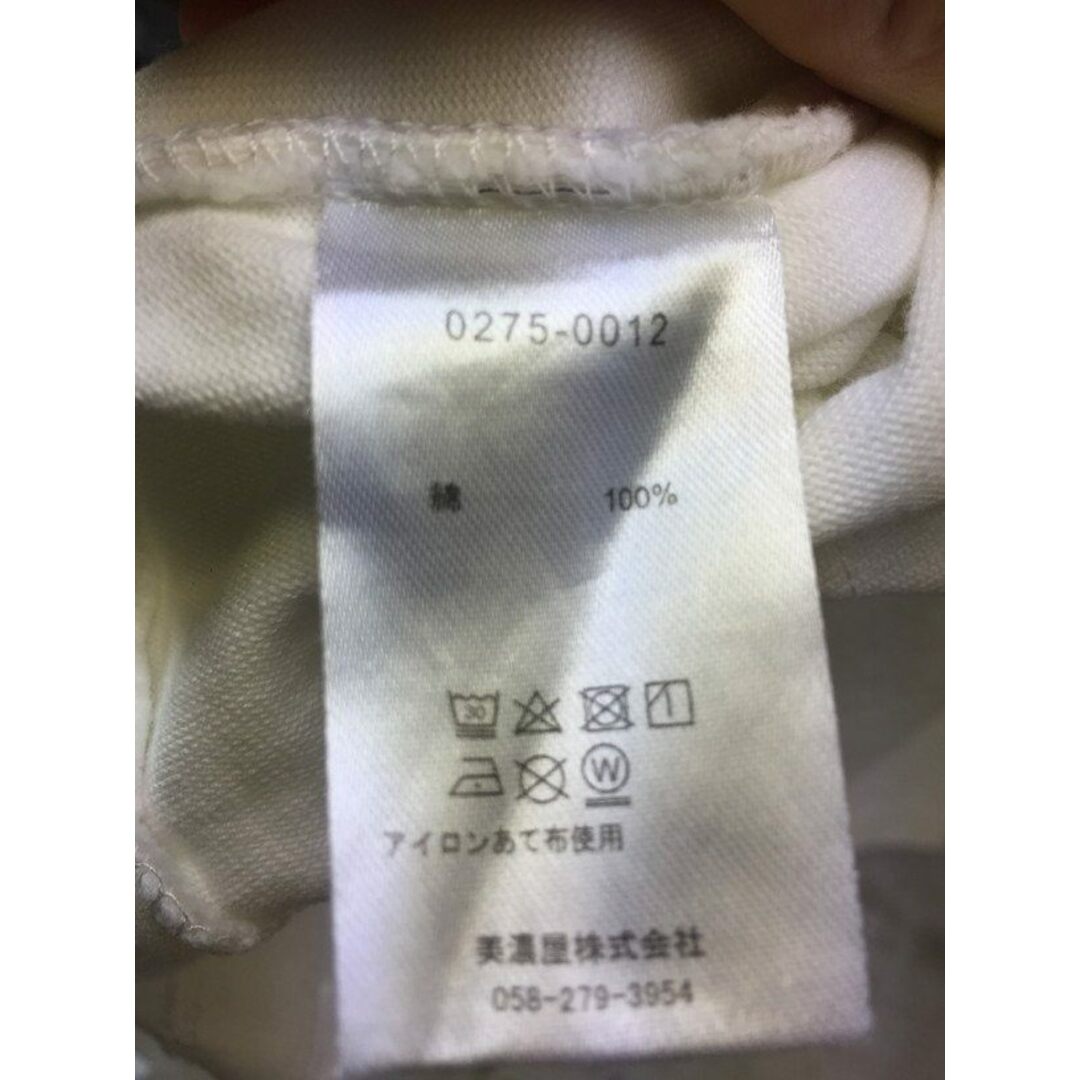 0275-0012
綿 100%
30
W
アイロンあて布使用
美濃屋株式会社
058-279-3954